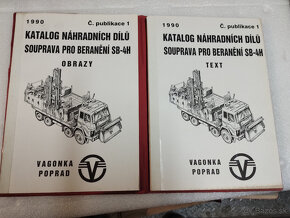 1990
Č. publikace 1
KATALOG NÁHRADNÍCH DÍLŮ
SOUPRAVA PRO BERANĚNÍ SB-4H
OBRAZY
VAGONKA
POPRAD
1990
Č. publikace 1
KATALOG NÁHRADNÍCH DÍLŮ
SOUPRAVA PRO BERANĚNÍ SB-4H
TEXT
VAGONKA
POPRAD